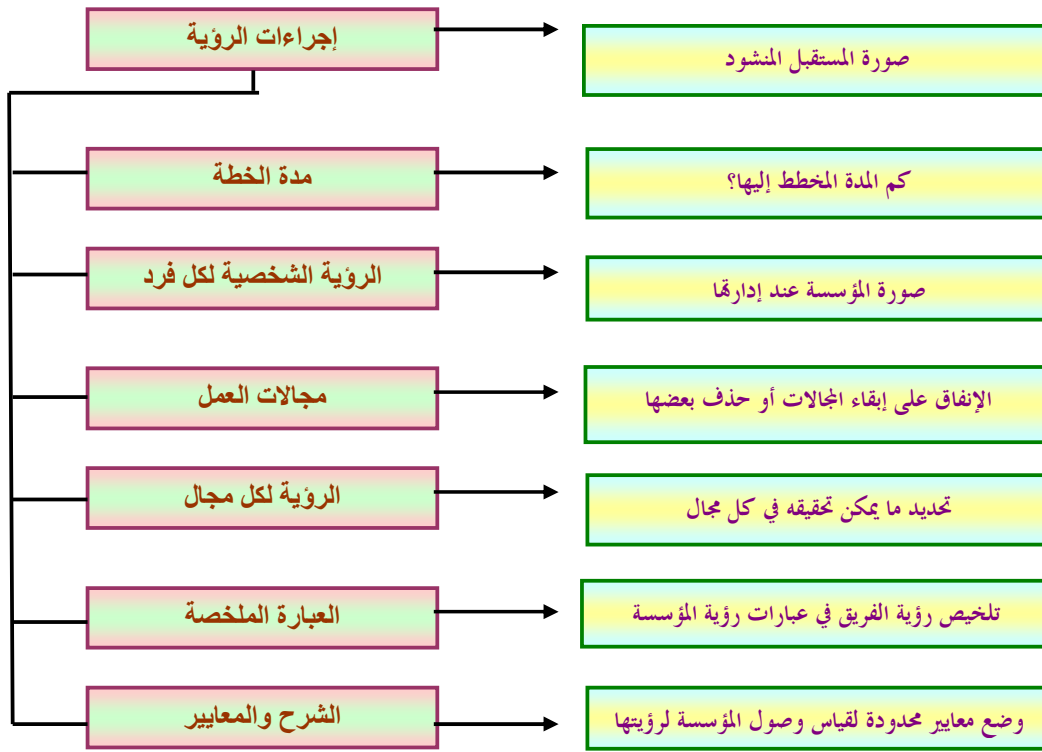 إجراءات الرؤية
صورة المستقبل المنشود
مدة الخطة
كم المدة المخطط إليها؟
الرؤية الشخصية لكل فرد
صورة المؤسسة عند إدارتها
مجالات العمل
الإنفاق على إبقاء المجالات أو حذف بعضها
الرؤية لكل مجال
تحديد ما يمكن تحقيقه في كل مجال
العبارة الملخصة
تلخيص رؤية الفريق في عبارات رؤية المؤسسة
الشرح والمعايير
وضع معايير محدودة لقياس وصول المؤسسة لرؤيتها